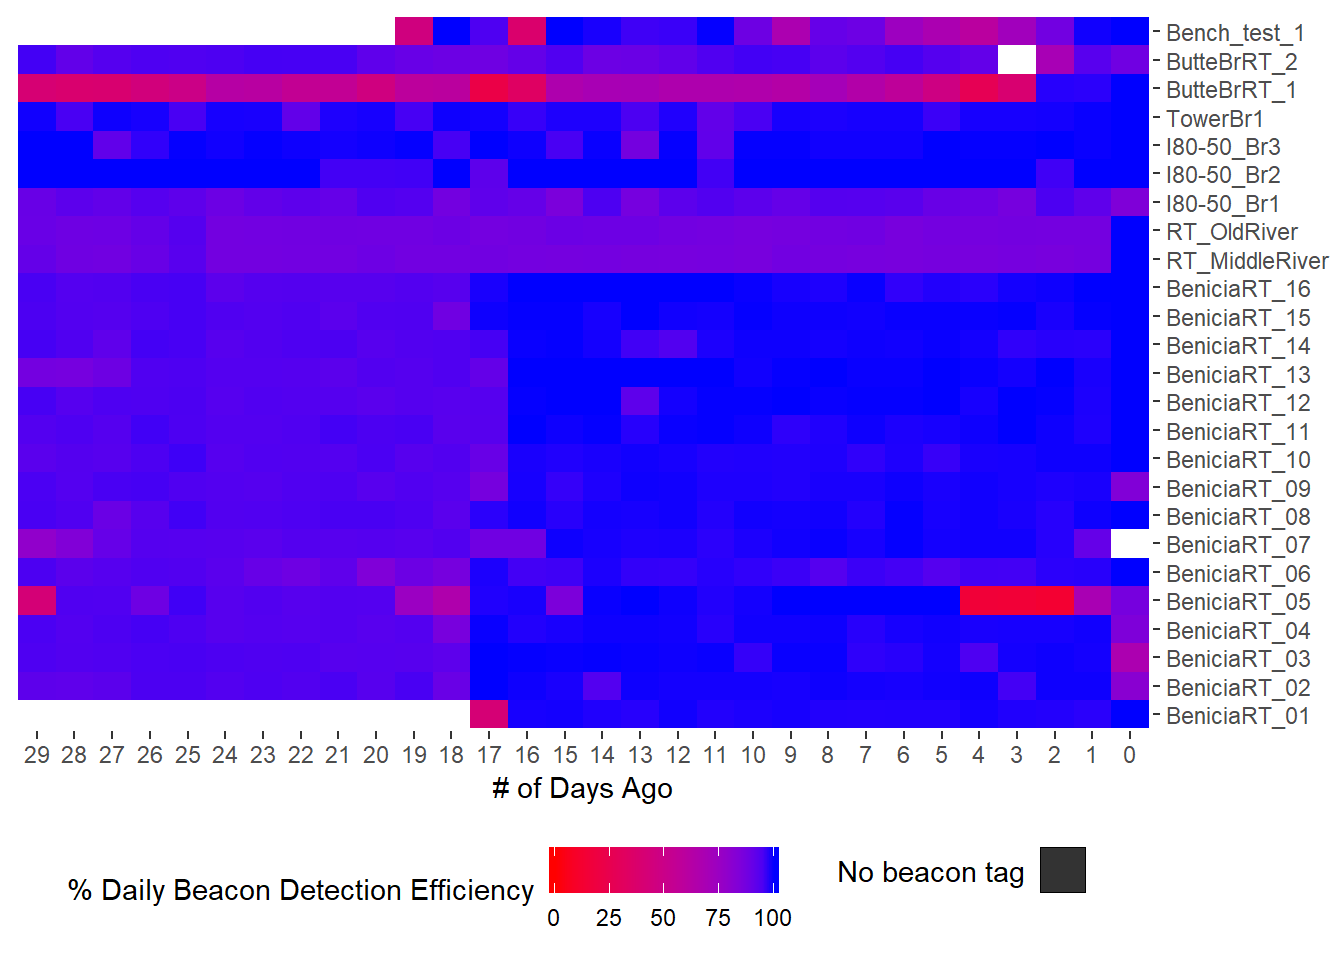 Bench_test_1
ButteBrRT_2
ButteBrRT_1
TowerBr1
I80-50_Br3
I80-50_Br2
I80-50_Br1
RT_OldRiver
RT_MiddleRiver
BeniciaRT_16
BeniciaRT_15
BeniciaRT_14
BeniciaRT_13
BeniciaRT_12
BeniciaRT_11
BeniciaRT_10
BeniciaRT_09
BeniciaRT_08
BeniciaRT_07
BeniciaRT_06
BeniciaRT_05
BeniciaRT_04
BeniciaRT_03
BeniciaRT_02
BeniciaRT_01
29 28 27 26 25 24 23 22 21 20 19 18 17 16 15 14 13 12 11 10 9 8 7 6 5 4 3 2 1 0
# of Days Ago
% Daily Beacon Detection Efficiency
0 25 50 75 100
No beacon tag